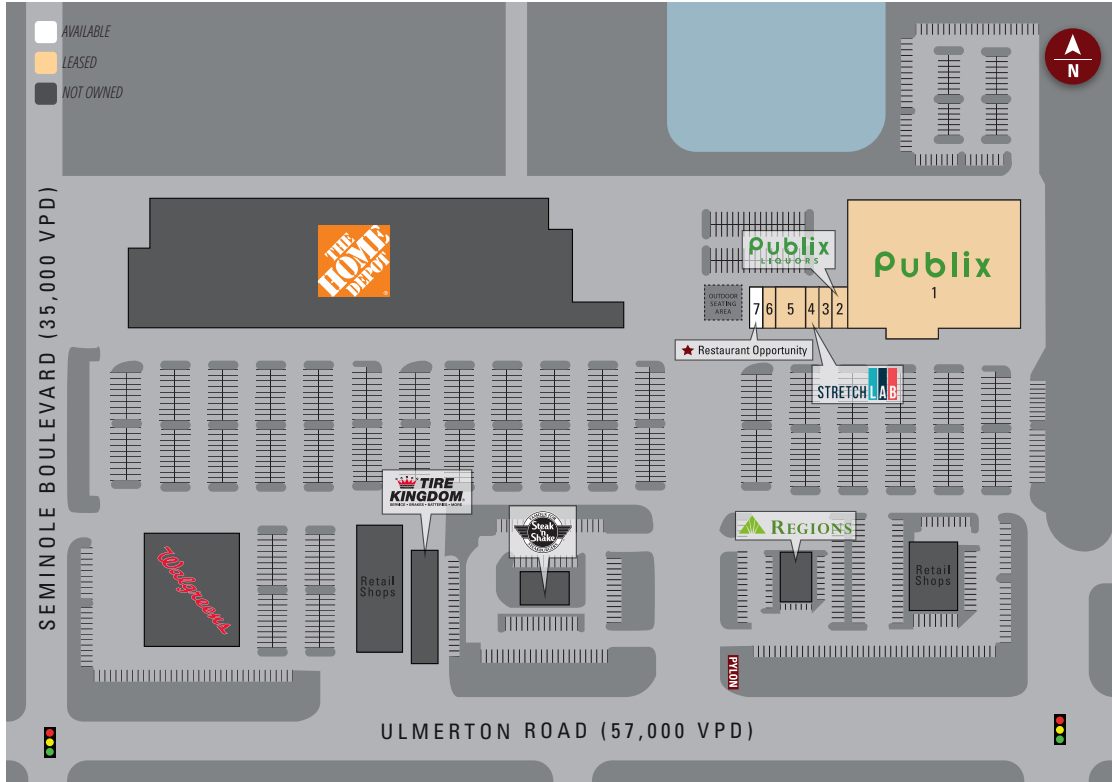 AVAILABLE
LEASED
NOT OWNED
N
SEMINOLE BOULEVARD (35,000 VPD)
THE
HOME
DEPOT
Publix
LIQUORS
Publix
1
OUTDOOR
SEATING
AREA
7
6
5
4
3
2
★ Restaurant Opportunity
STRETCH LAB
TIRE
KINGDOM
SERVICE • BRAKES • BATTERIES • MORE
Steak
n
Shake
REGIONS
Walgreens
Retail
Shops
Retail
Shops
PYLON
ULMERTON ROAD (57,000 VPD)